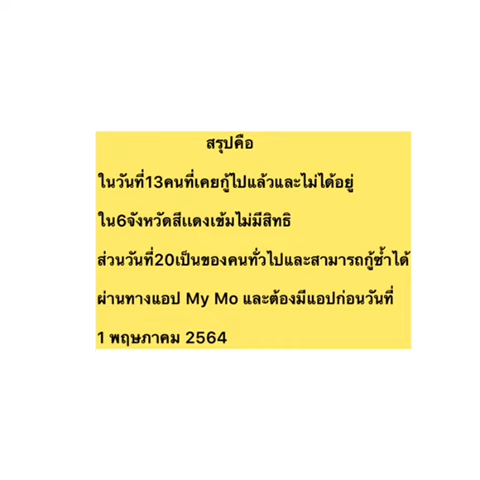 สรุปคือ
ในวันที่13คนที่เคยกู้ไปแล้วและไม่ได้อยู่
ใน6จังหวัดสีแดงเข้มไม่มีสิทธิ
ส่วนวันที่20เป็นของคนทั่วไปและสามารถกู้ซ้ำได้
ผ่านทางแอป My Mo และต้องมีแอปก่อนวันที่
1 พฤษภาคม 2564